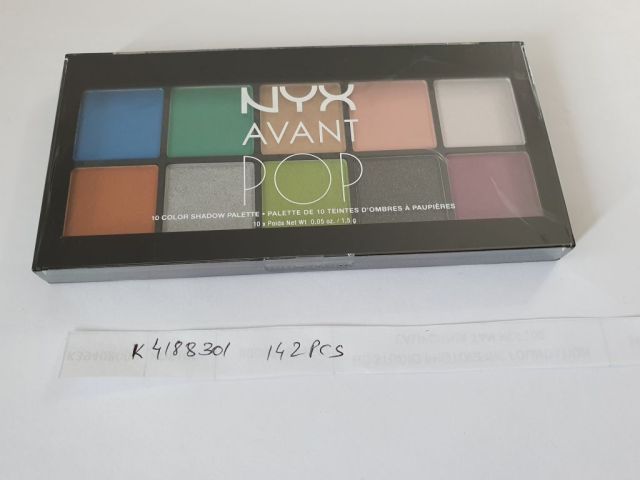 NYX
AVANT
POP
10 COLOR SHADOW PALETTE • PALETTE DE 10 TEINTES D'OMBRES À PAUPIÈRES
10 x Poids Net Wt. 0.05 oz. / 1.5 g
K4188301 142PCS